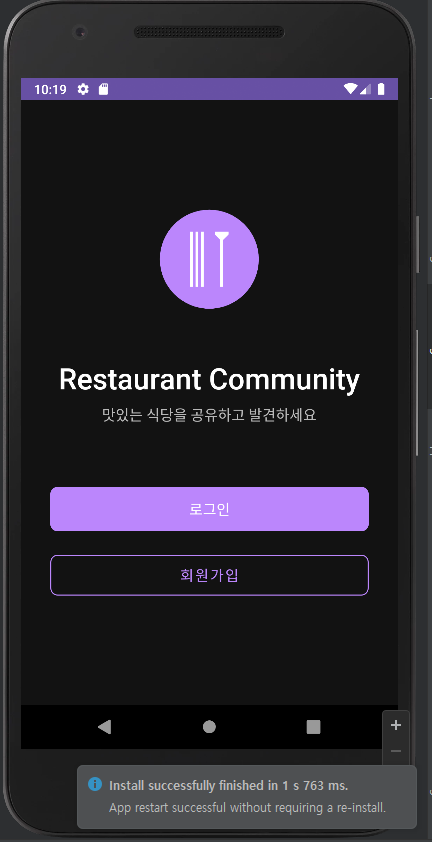 10:19
Restaurant Community
맛있는 식당을 공유하고 발견하세요
로그인
회원가입
Install successfully finished in 1 s 763 ms.
App restart successful without requiring a re-install.